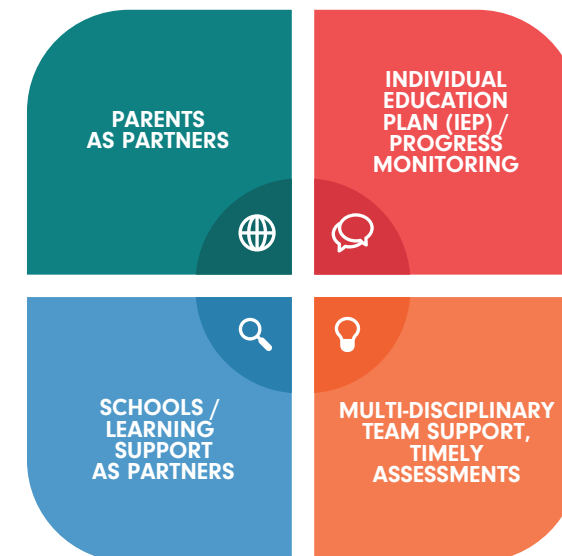 PARENTS
AS PARTNERS
INDIVIDUAL
EDUCATION
PLAN (IEP) /
PROGRESS
MONITORING
SCHOOLS /
LEARNING
SUPPORT
AS PARTNERS
MULTI-DISCIPLINARY
TEAM SUPPORT,
TIMELY
ASSESSMENTS